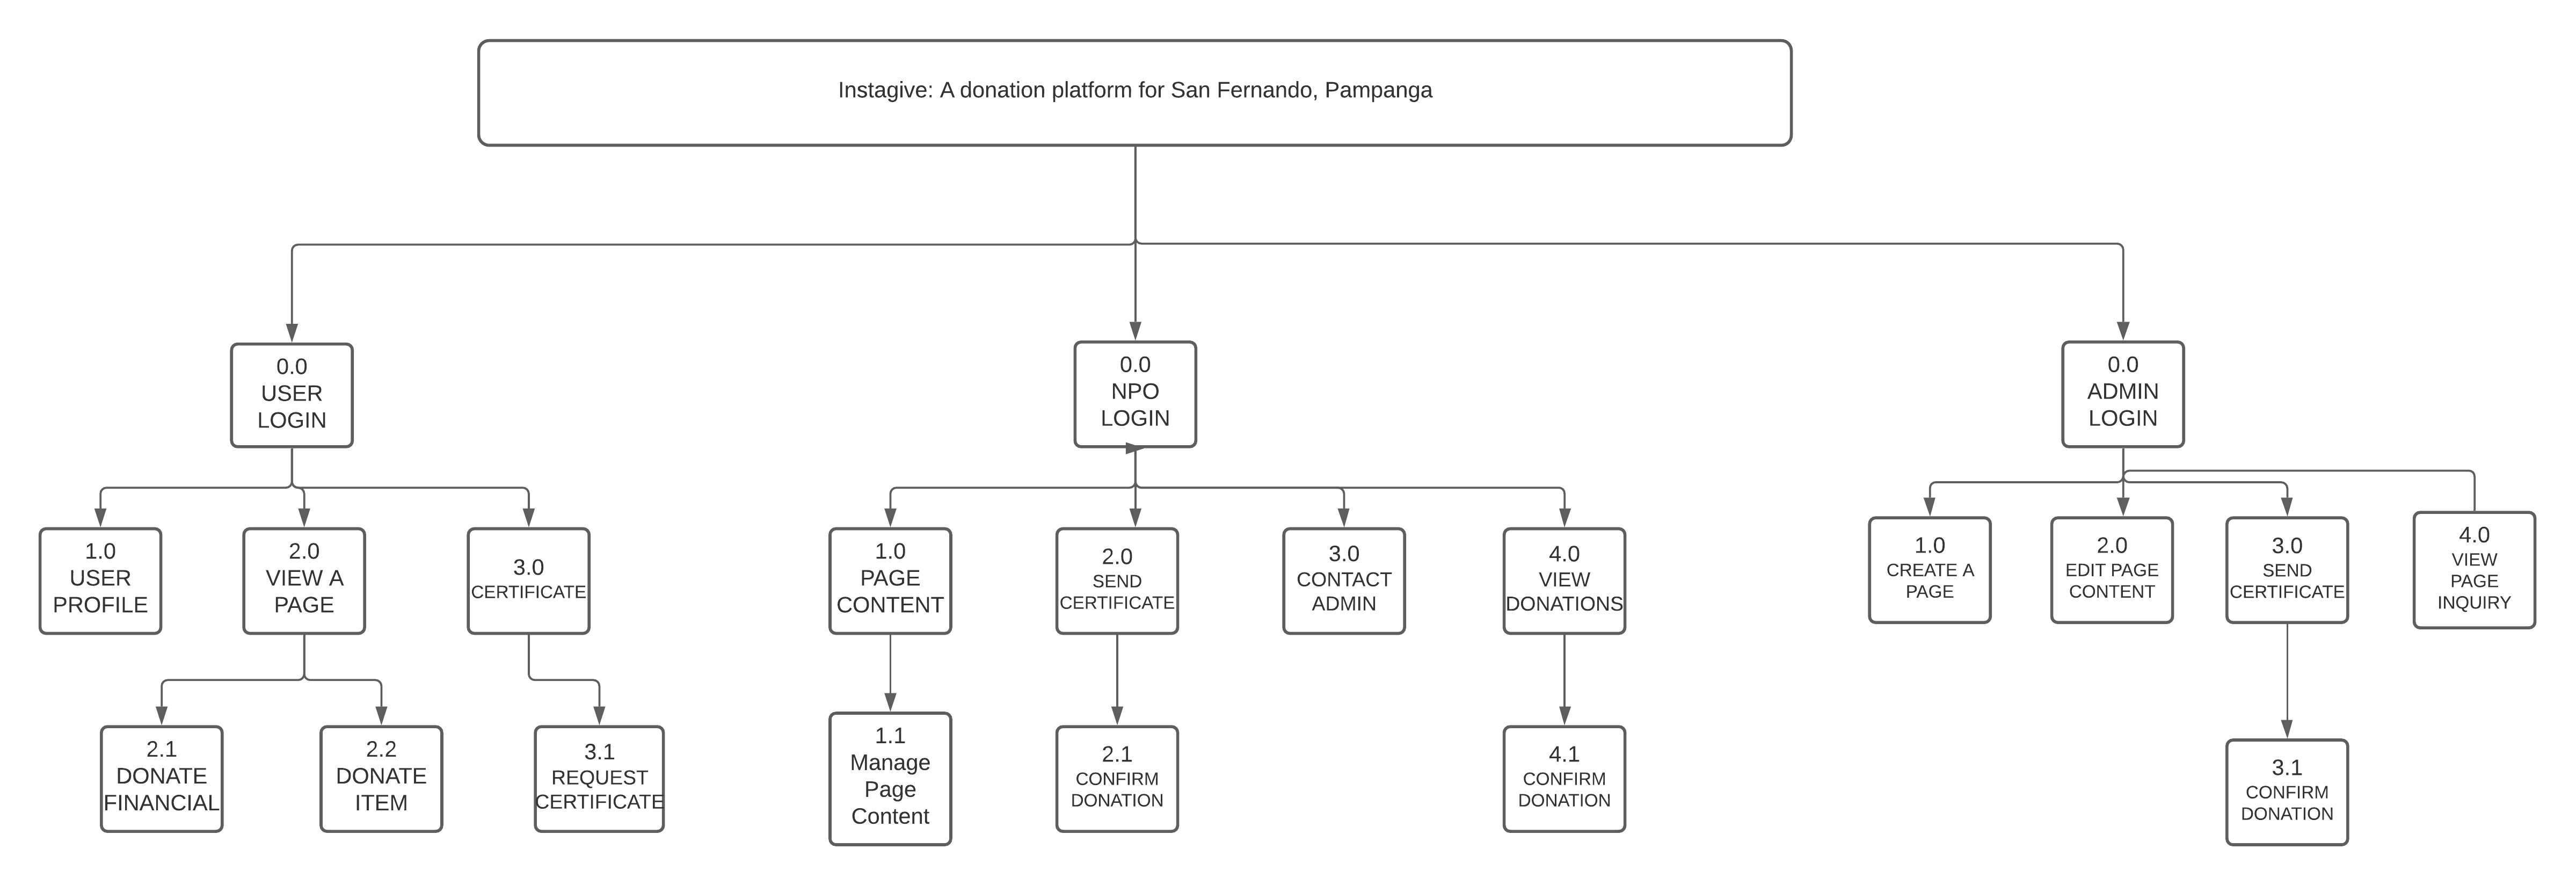 Instagive: A donation platform for San Fernando, Pampanga
0.0
USER
LOGIN
0.0
NPO
LOGIN
0.0
ADMIN
LOGIN
1.0
USER
PROFILE
2.0
VIEW A
PAGE
3.0
CERTIFICATE
1.0
PAGE
CONTENT
2.0
SEND
CERTIFICATE
3.0
CONTACT
ADMIN
4.0
VIEW
DONATIONS
1.0
CREATE A
PAGE
2.0
EDIT PAGE
CONTENT
3.0
SEND
CERTIFICATE
4.0
VIEW
PAGE
INQUIRY
2.1
DONATE
FINANCIAL
2.2
DONATE
ITEM
3.1
REQUEST
CERTIFICATE
1.1
Manage
Page
Content
2.1
CONFIRM
DONATION
4.1
CONFIRM
DONATION
3.1
CONFIRM
DONATION